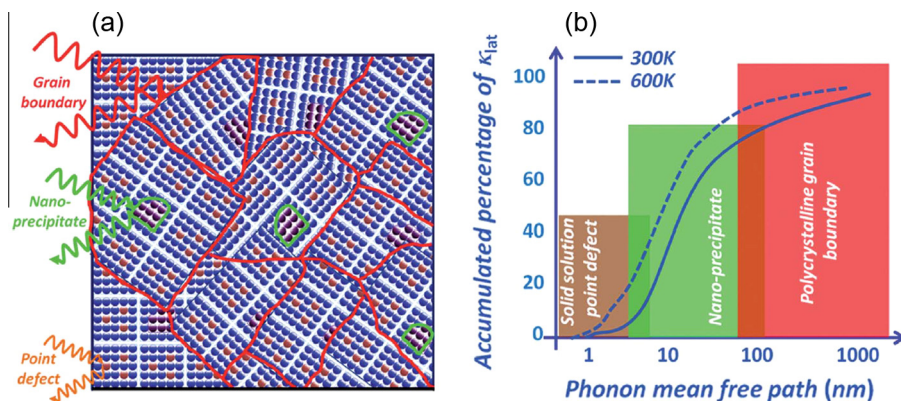 (a)
Grain
boundary
Nano-
precipitate
Point
defect
(b)
Accumulated percentage of κlat
100
80
60
40
20
0
300K
600K
Solid solution
point defect
Nano-precipitate
Polycrystalline grain
boundary
1 10 100 1000
Phonon mean free path (nm)